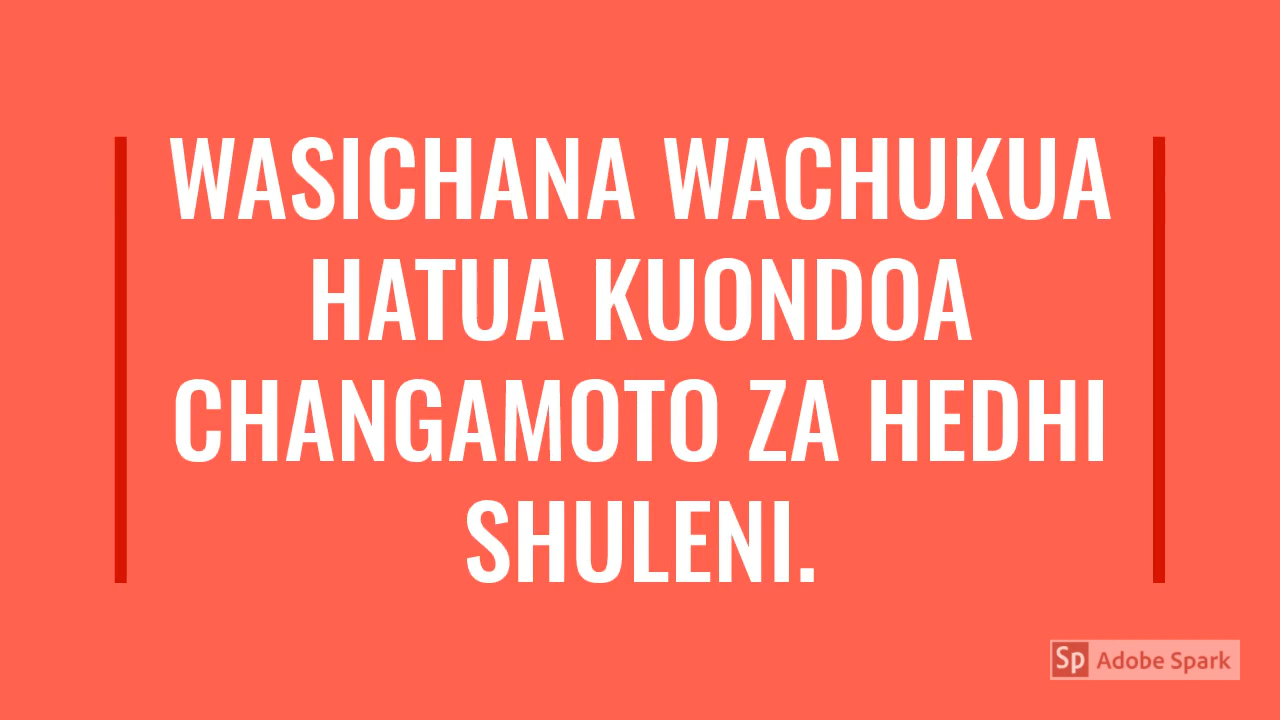 WASICHANA WACHUKUA
HATUA KUONDOA
CHANGAMOTO ZA HEDHI
SHULENI.
Sp Adobe Spark